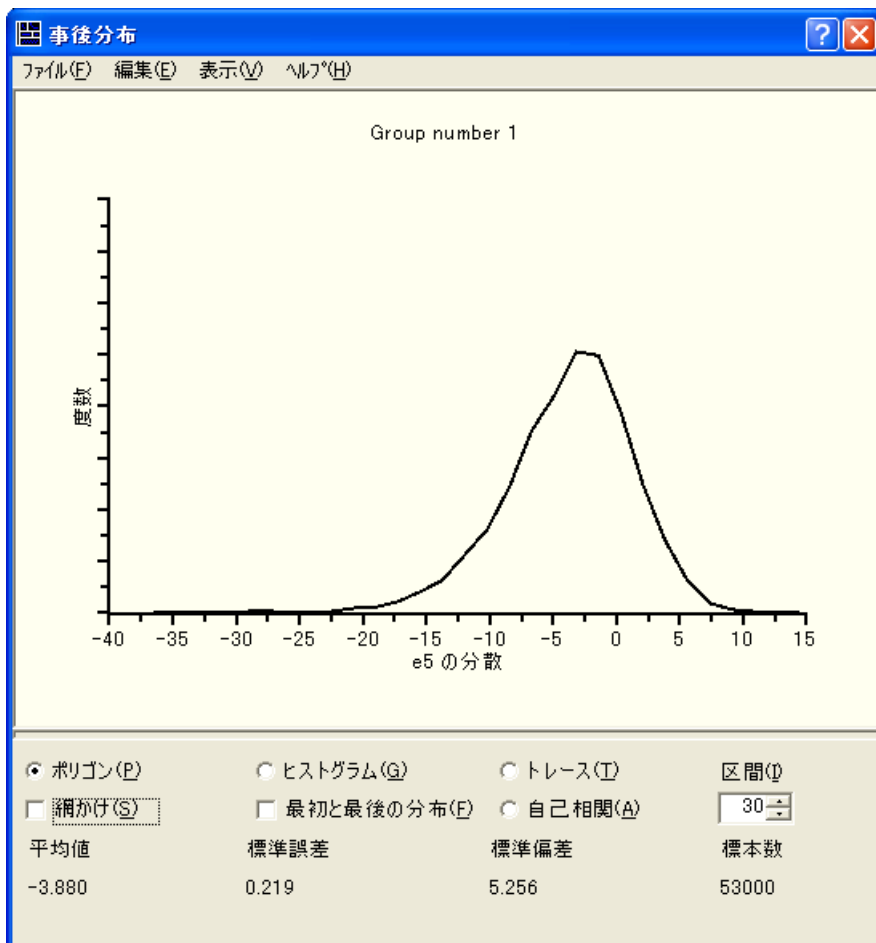 事後分布
ファイル(F) 編集(E) 表示(V) ヘルプ(H)
Group number 1
度数
-40 -35 -30 -25 -20 -15 -10 -5 0 5 10 15
e5 の分散
ポリゴン(P) ヒストグラム(G) トレース(T) 区間(I)
網かけ(S) 最初と最後の分布(F) 自己相関(A) 30
平均値 標準誤差 標準偏差 標本数
-3.880 0.219 5.256 53000